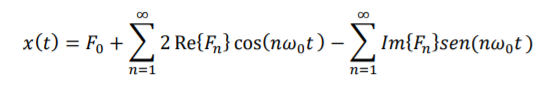 x(t) = F₀ + ∑_{n=1}^{∞} 2 Re{Fₙ} cos(nω₀t) − ∑_{n=1}^{∞} Im{Fₙ}sen(nω₀t)